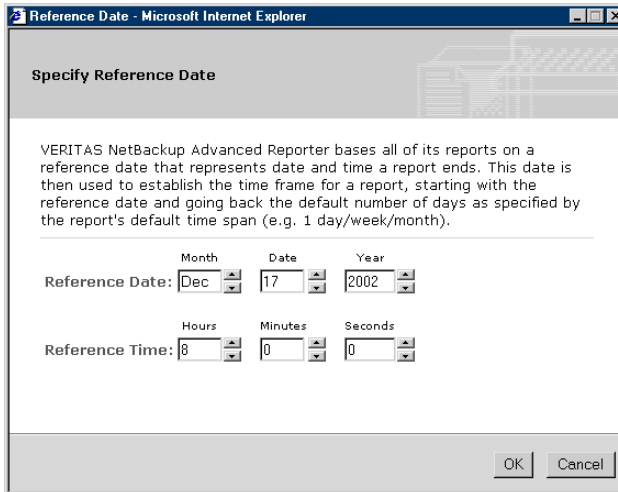 Reference Date - Microsoft Internet Explorer
Specify Reference Date
VERITAS NetBackup Advanced Reporter bases all of its reports on a
reference date that represents date and time a report ends. This date is
then used to establish the time frame for a report, starting with the
reference date and going back the default number of days as specified by
the report's default time span (e.g. 1 day/week/month).
Month Date Year
Reference Date: Dec 17 2002
Hours Minutes Seconds
Reference Time: 8 0 0
OK Cancel